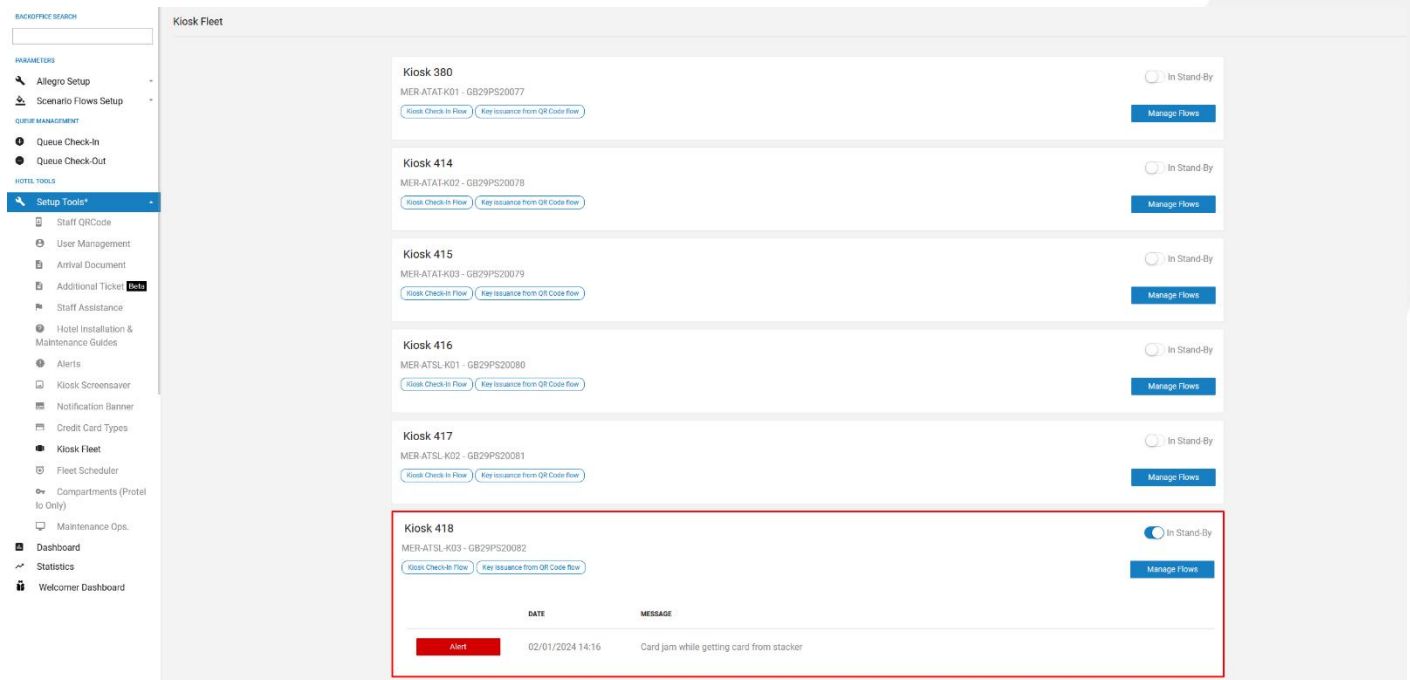 BACKOFFICE SEARCH
PARAMETERS
Allegro Setup
Scenario Flows Setup
QUEUE MANAGEMENT
Queue Check-In
Queue Check-Out
HOTEL TOOLS
Setup Tools*
Staff QRCode
User Management
Arrival Document
Additional Ticket Beta
Staff Assistance
Hotel Installation &
Maintenance Guides
Alerts
Kiosk Screensaver
Notification Banner
Credit Card Types
Kiosk Fleet
Fleet Scheduler
Compartments (Protel
Io Only)
Maintenance Ops.
Dashboard
Statistics
Welcomer Dashboard
Kiosk Fleet
Kiosk 380
In Stand-By
MER-ATAT-K01 - GB29PS20077
Kiosk Check-In Flow Key issuance from QR Code flow
Manage Flows
Kiosk 414
In Stand-By
MER-ATAT-K02 - GB29PS20078
Kiosk Check-In Flow Key issuance from QR Code flow
Manage Flows
Kiosk 415
In Stand-By
MER-ATAT-K03 - GB29PS20079
Kiosk Check-In Flow Key issuance from QR Code flow
Manage Flows
Kiosk 416
In Stand-By
MER-ATSL-K01 - GB29PS20080
Kiosk Check-In Flow Key issuance from QR Code flow
Manage Flows
Kiosk 417
In Stand-By
MER-ATSL-K02 - GB29PS20081
Kiosk Check-In Flow Key issuance from QR Code flow
Manage Flows
Kiosk 418
In Stand-By
MER-ATSL-K03 - GB29PS20082
Kiosk Check-In Flow Key issuance from QR Code flow
Manage Flows
DATE MESSAGE
Alert 02/01/2024 14:16 Card jam while getting card from stacker